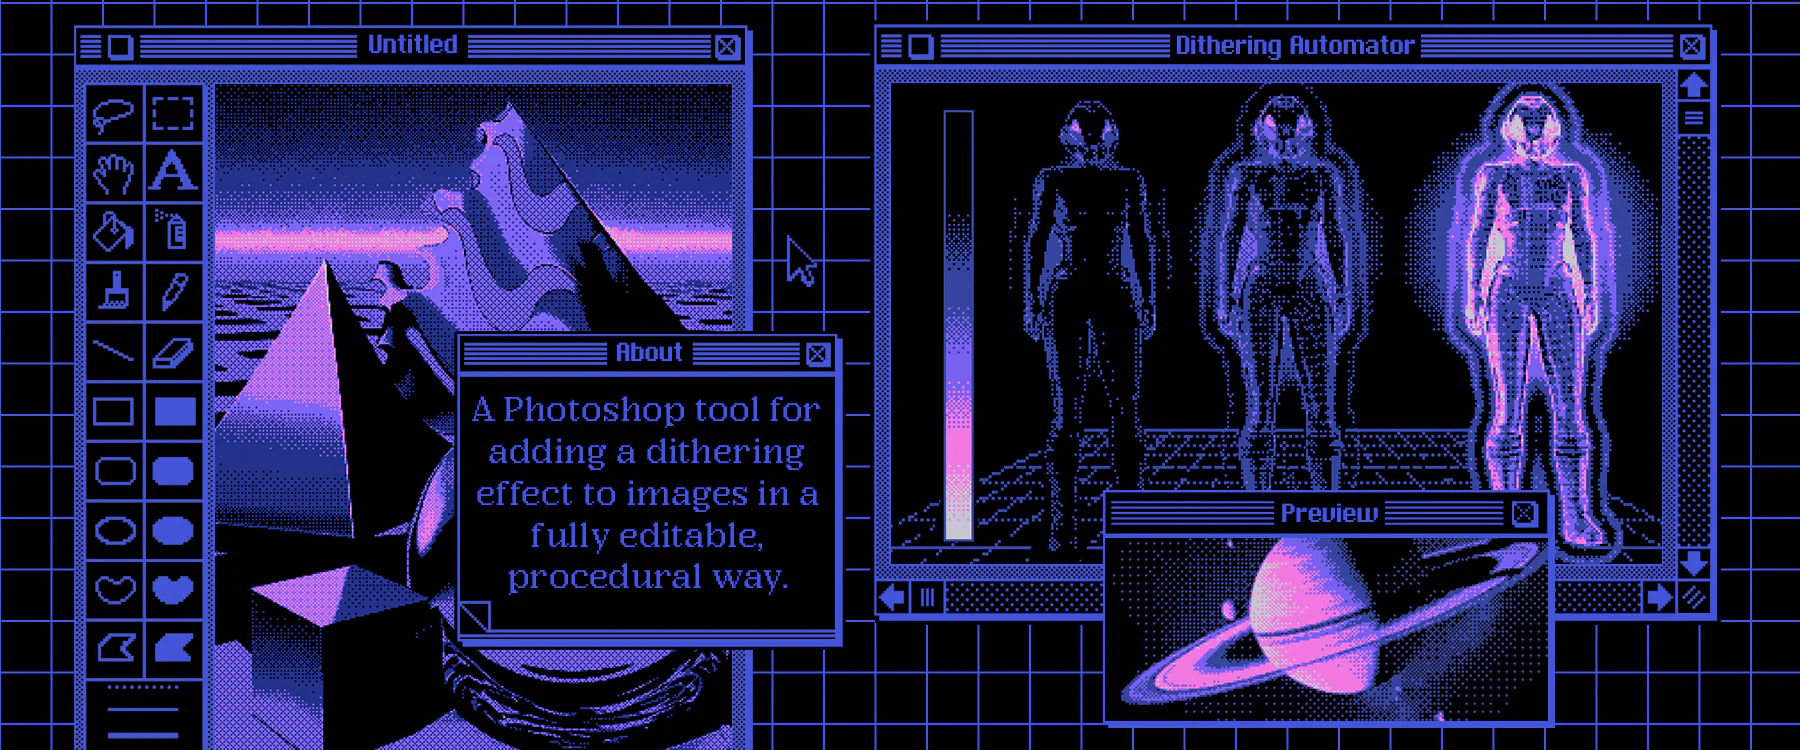 Untitled
A
About
A Photoshop tool for
adding a dithering
effect to images in a
fully editable,
procedural way.
Dithering Automator
Preview